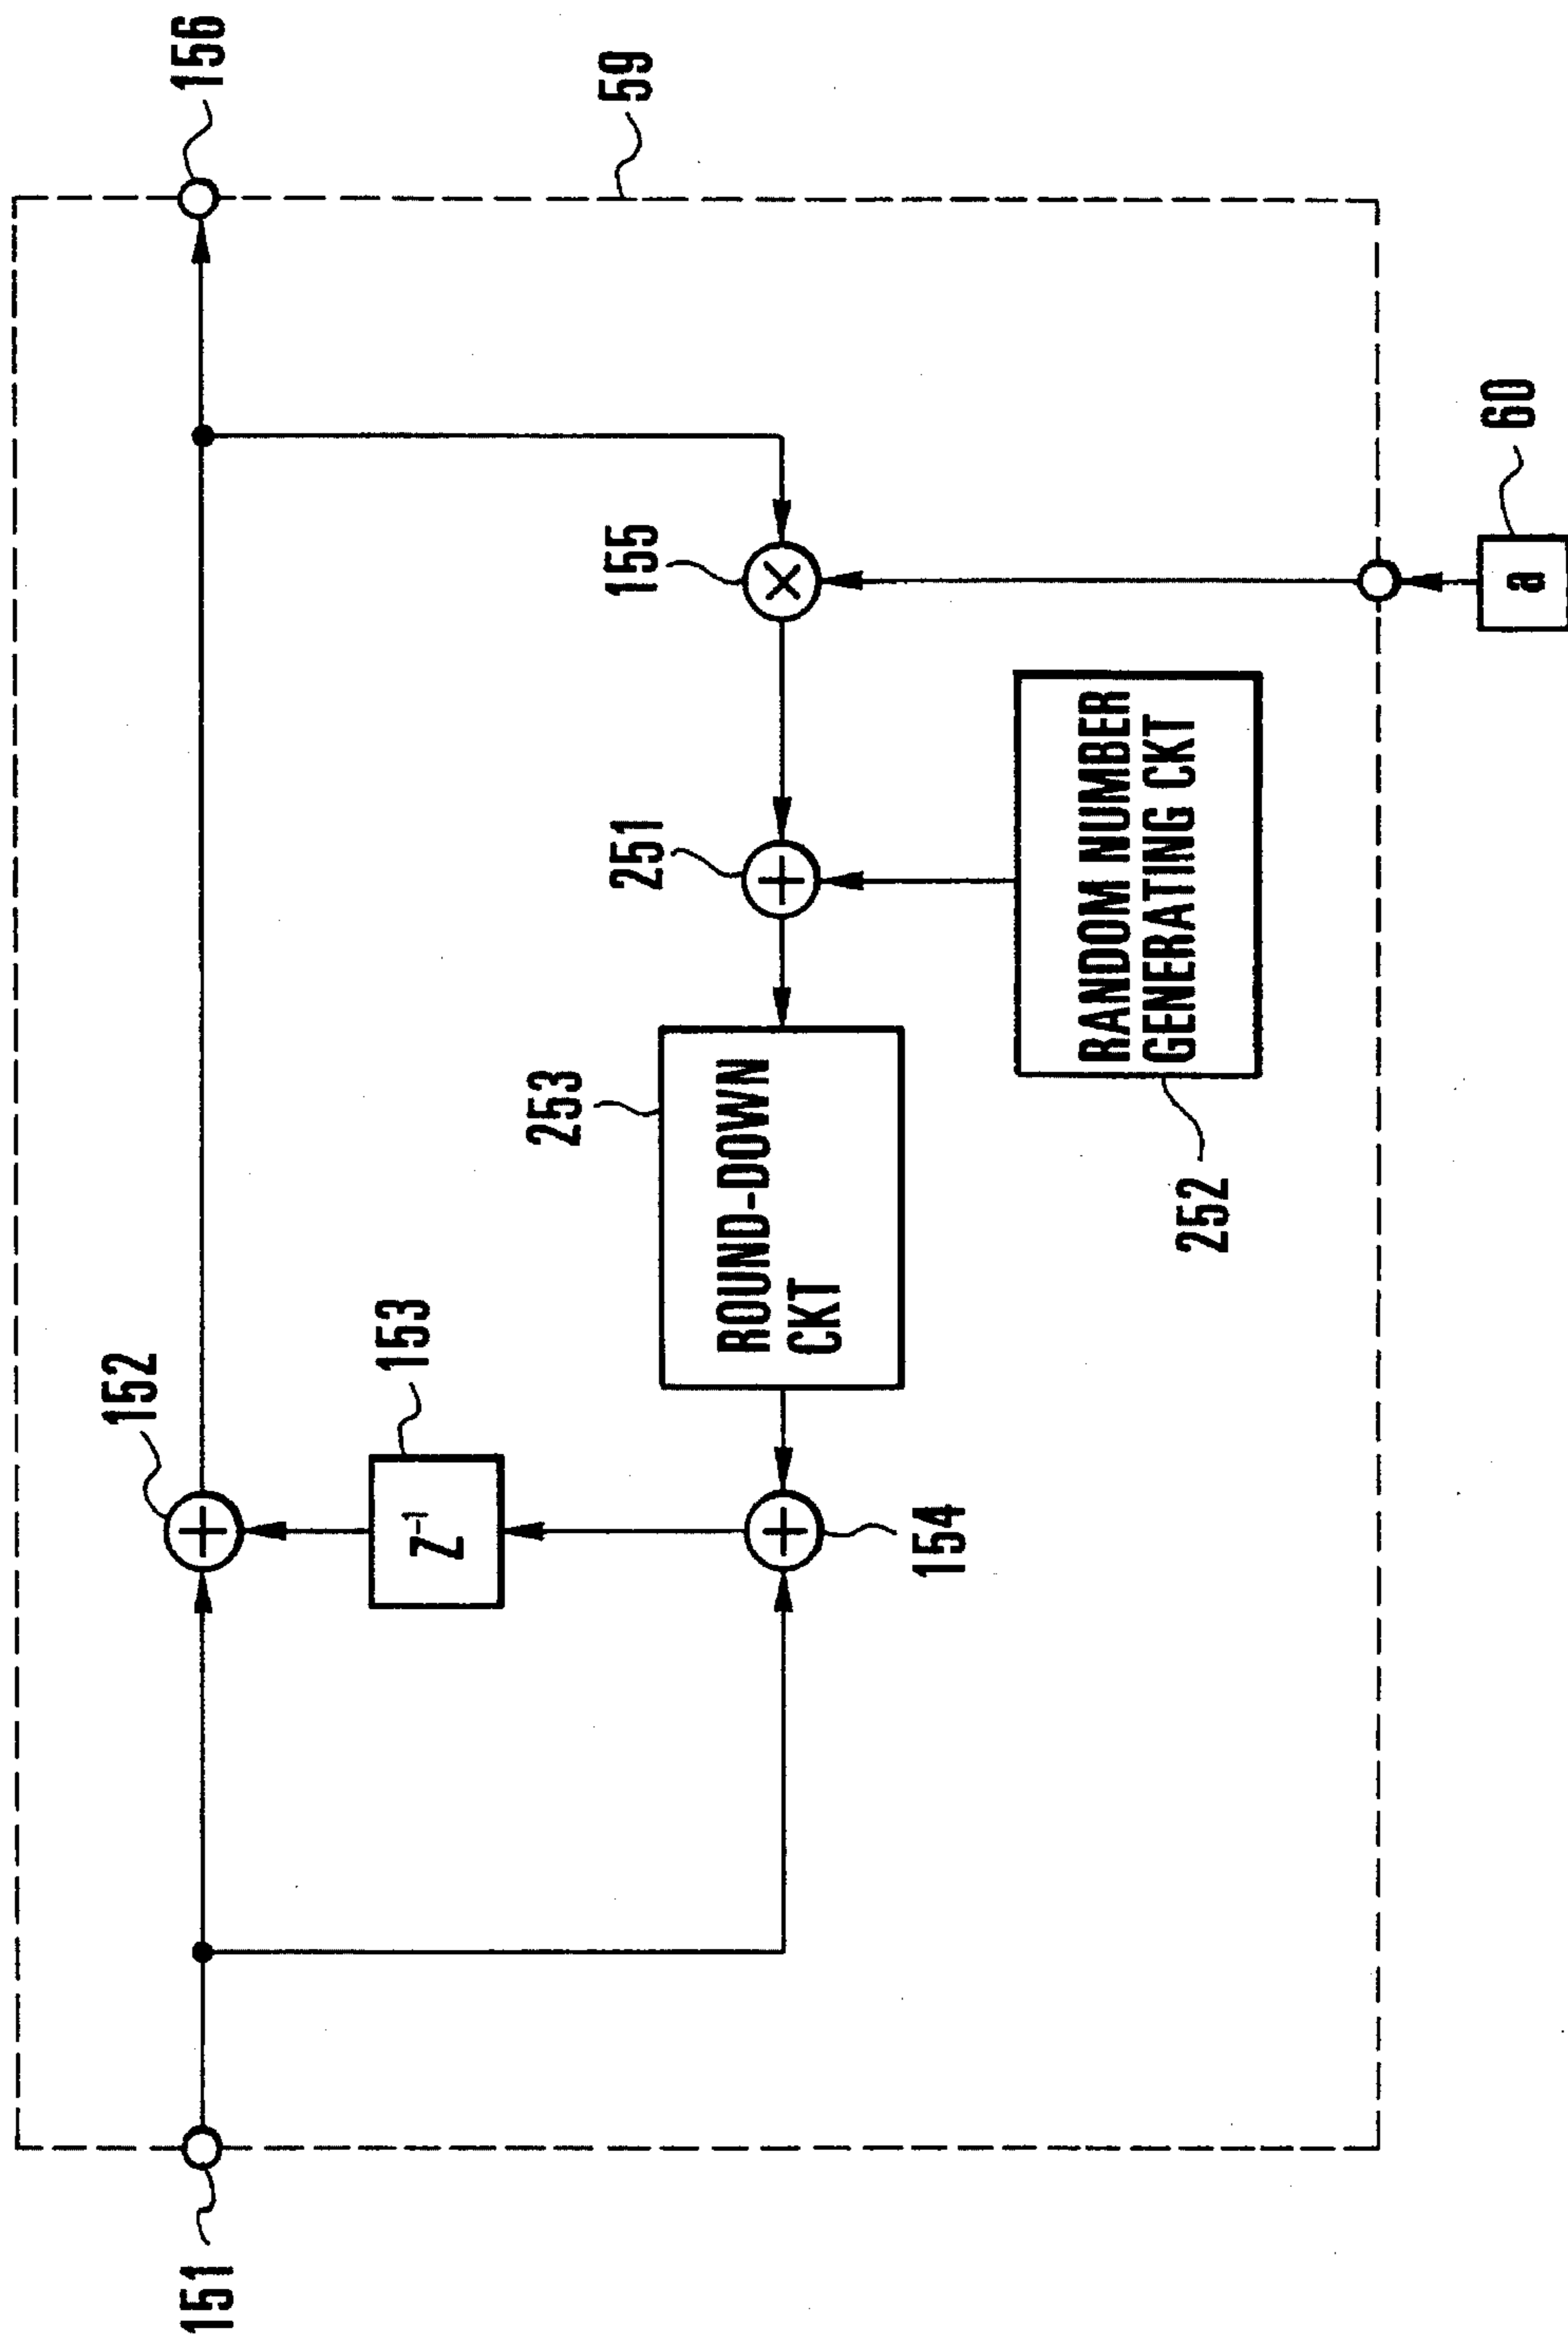 151
152
153
154
253
ROUND-DOWN
CKT
251
155
252
RANDOM NUMBER
GENERATING CKT
Z⁻¹
a
60
59
156